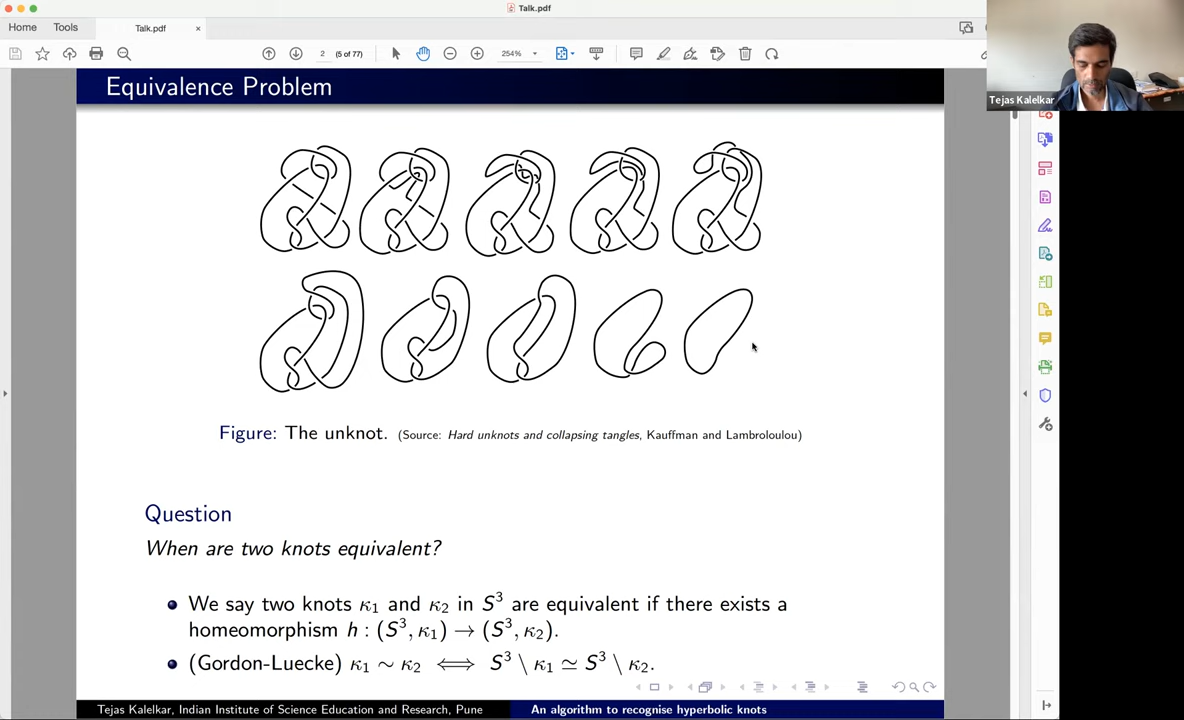 Talk.pdf
Home Tools Talk.pdf ×
2 (5 of 77) 254%
Tejas Kalelkar
Equivalence Problem
Figure: The unknot. (Source: Hard unknots and collapsing tangles, Kauffman and Lambroloulou)
Question
When are two knots equivalent?
We say two knots κ₁ and κ₂ in S³ are equivalent if there exists a
homeomorphism h : (S³, κ₁) → (S³, κ₂).
(Gordon-Luecke) κ₁ ∼ κ₂ ⟺ S³ \ κ₁ ≃ S³ \ κ₂.
Tejas Kalelkar, Indian Institute of Science Education and Research, Pune An algorithm to recognise hyperbolic knots